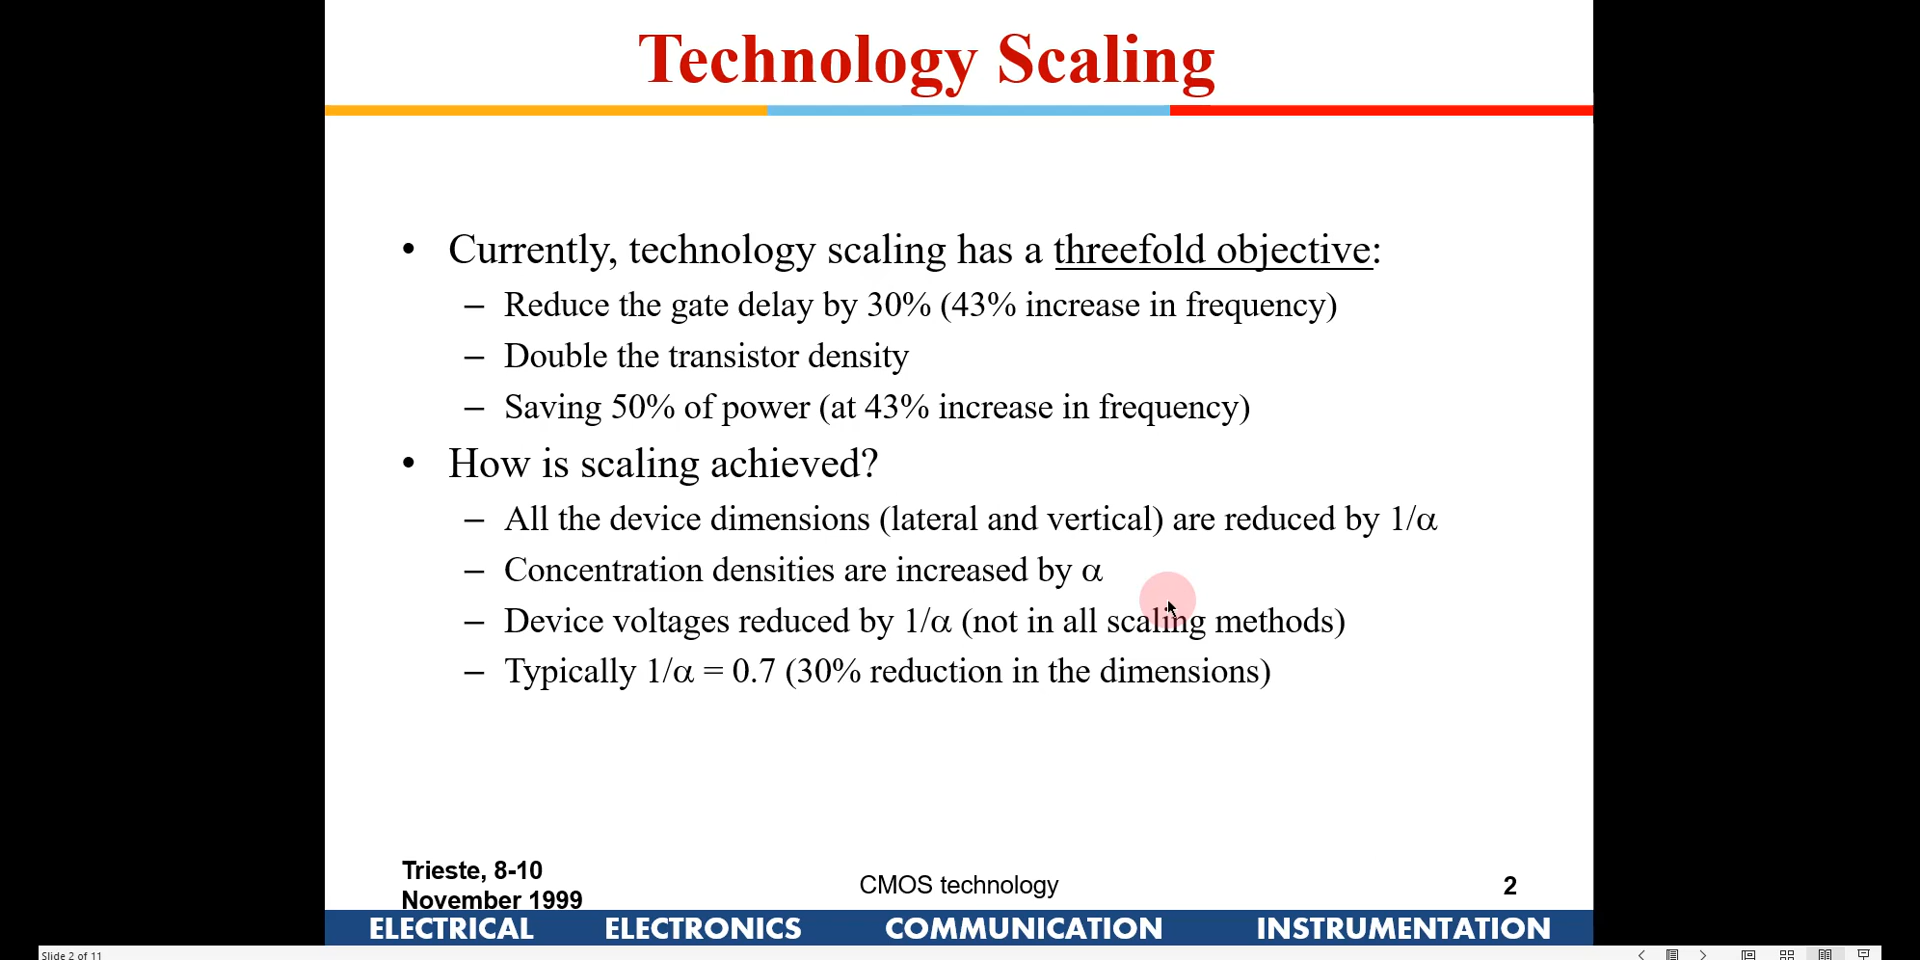 Technology Scaling
• Currently, technology scaling has a threefold objective:
– Reduce the gate delay by 30% (43% increase in frequency)
– Double the transistor density
– Saving 50% of power (at 43% increase in frequency)
• How is scaling achieved?
– All the device dimensions (lateral and vertical) are reduced by 1/α
– Concentration densities are increased by α
– Device voltages reduced by 1/α (not in all scaling methods)
– Typically 1/α = 0.7 (30% reduction in the dimensions)
Trieste, 8-10
November 1999
CMOS technology
2
ELECTRICAL ELECTRONICS COMMUNICATION INSTRUMENTATION
Slide 2 of 11